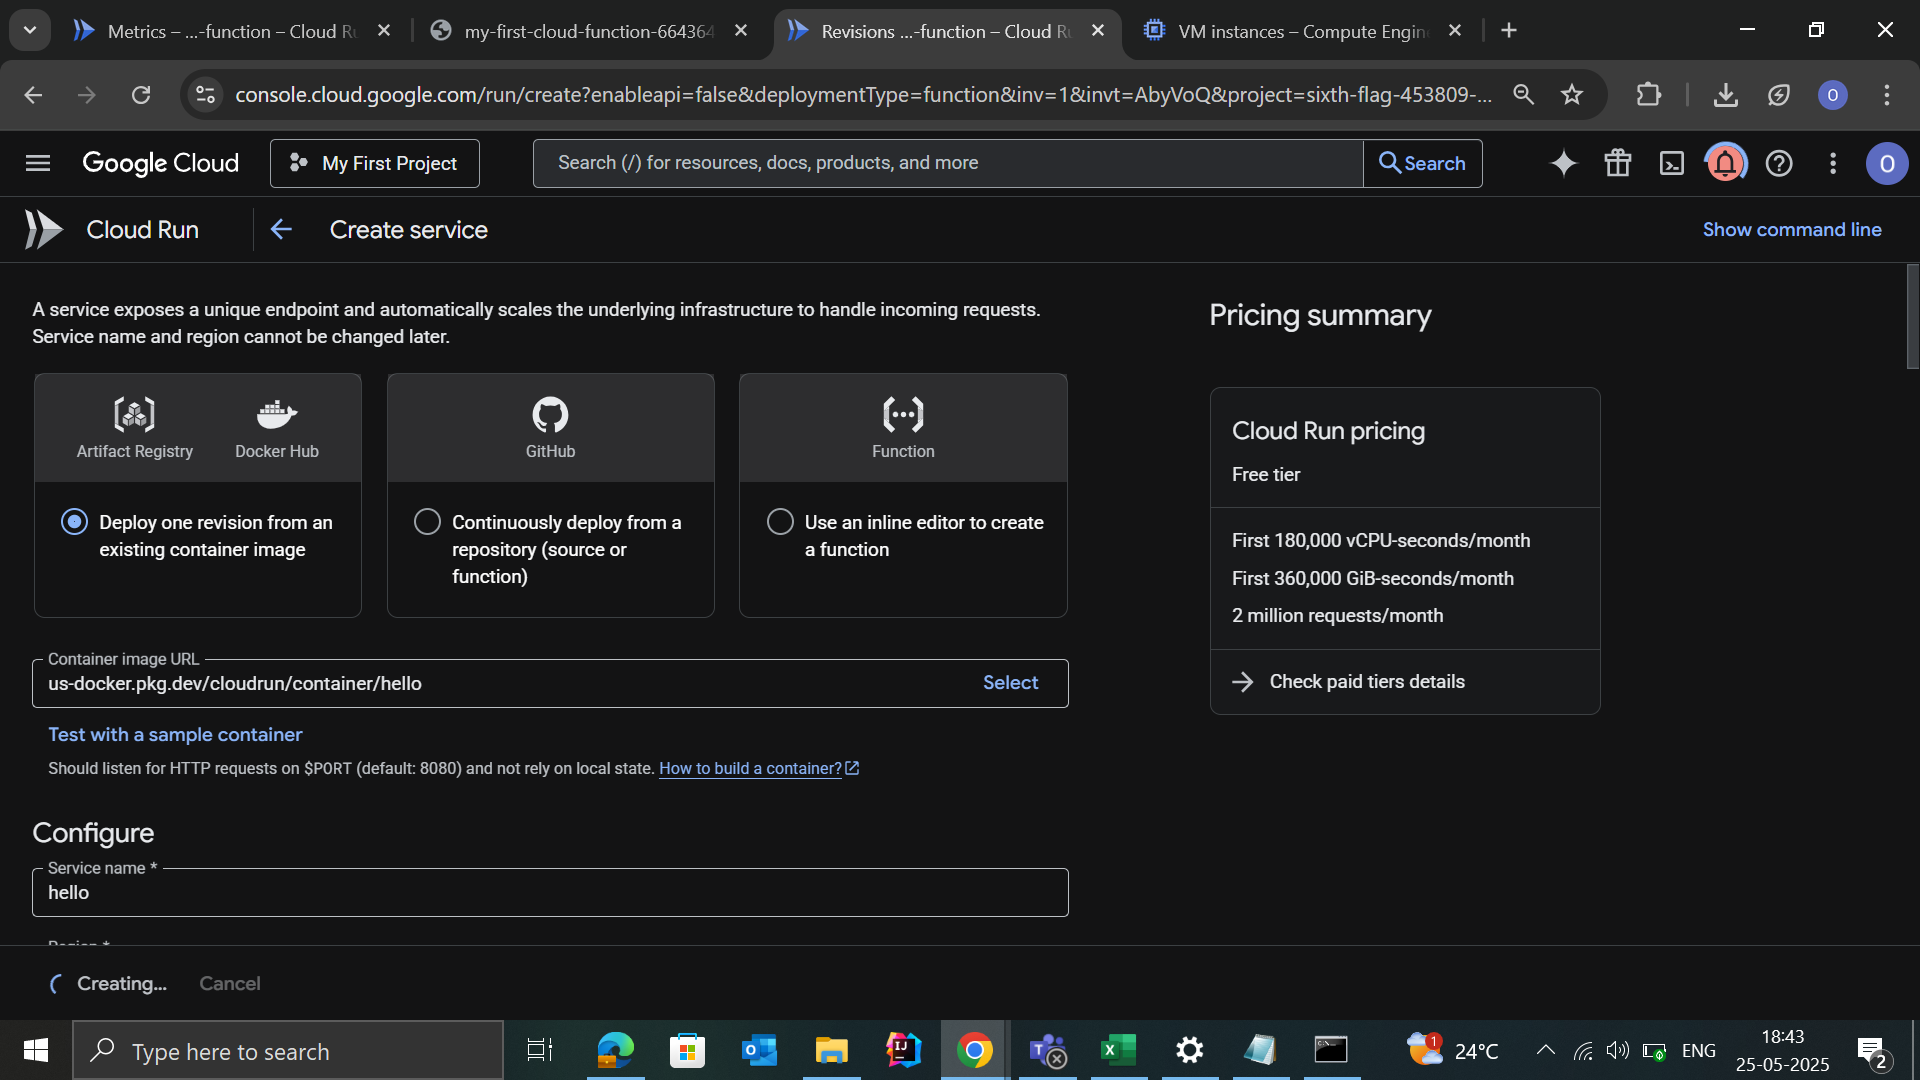 Metrics – ...-function – Cloud Ru
my-first-cloud-function-664364
Revisions ...-function – Cloud Ru
VM instances – Compute Engin
console.cloud.google.com/run/create?enableapi=false&deploymentType=function&inv=1&invt=AbyVoQ&project=sixth-flag-453809-...
O
Google Cloud
My First Project
Search (/) for resources, docs, products, and more
Search
O
Cloud Run
Create service
Show command line
A service exposes a unique endpoint and automatically scales the underlying infrastructure to handle incoming requests.
Service name and region cannot be changed later.
Artifact Registry
Docker Hub
GitHub
Function
Deploy one revision from an
existing container image
Continuously deploy from a
repository (source or
function)
Use an inline editor to create
a function
Container image URL
us-docker.pkg.dev/cloudrun/container/hello
Select
Test with a sample container
Should listen for HTTP requests on $PORT (default: 8080) and not rely on local state. How to build a container?
Configure
Service name *
hello
Region *
Creating...
Cancel
Pricing summary
Cloud Run pricing
Free tier
First 180,000 vCPU-seconds/month
First 360,000 GiB-seconds/month
2 million requests/month
Check paid tiers details
Type here to search
1
24°C
ENG
18:43
25-05-2025
2